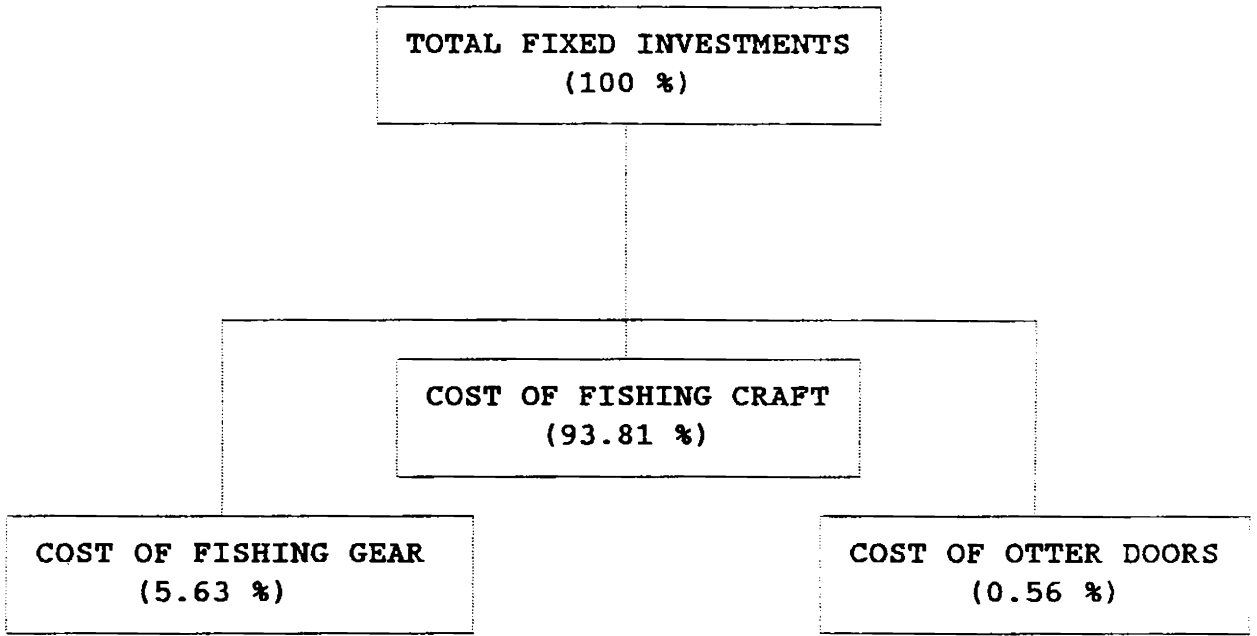 TOTAL FIXED INVESTMENTS
(100 %)
COST OF FISHING CRAFT
(93.81 %)
COST OF FISHING GEAR
(5.63 %)
COST OF OTTER DOORS
(0.56 %)